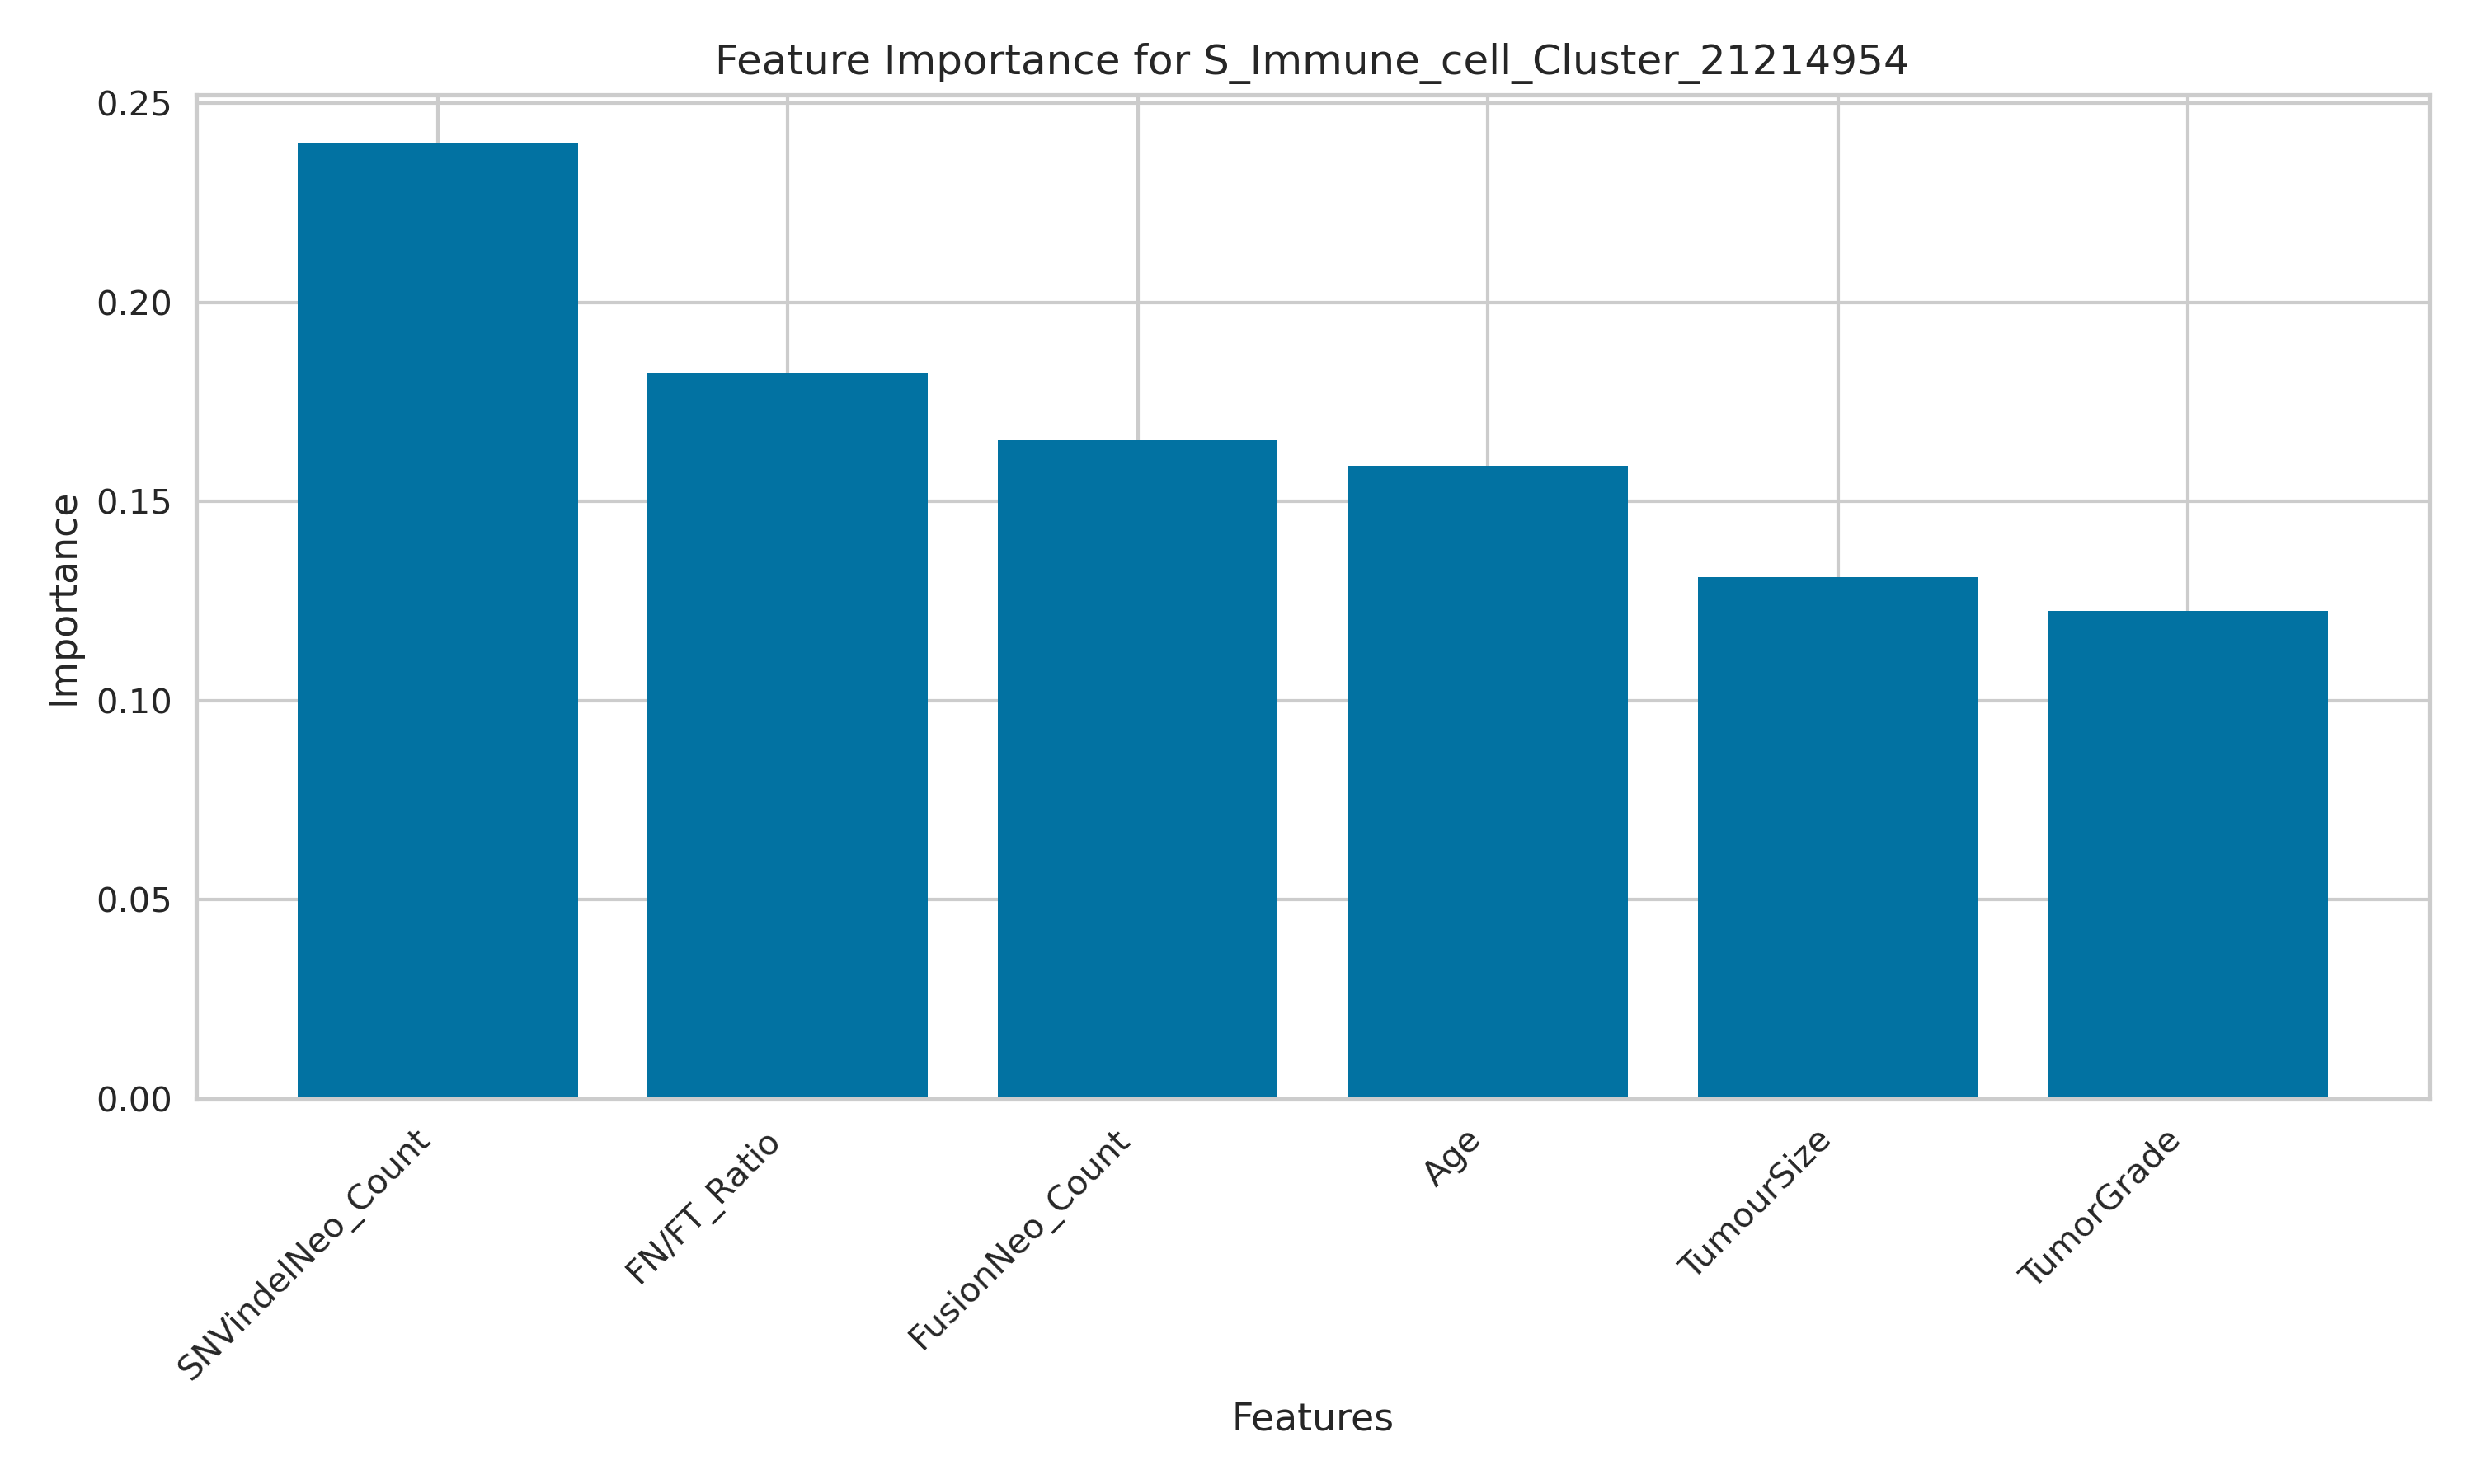 Feature Importance for S_Immune_cell_Cluster_21214954
0.25
0.20
0.15
0.10
0.05
0.00
Importance
SNVindelNeo_Count
FN/FT_Ratio
FusionNeo_Count
Age
TumourSize
TumorGrade
Features